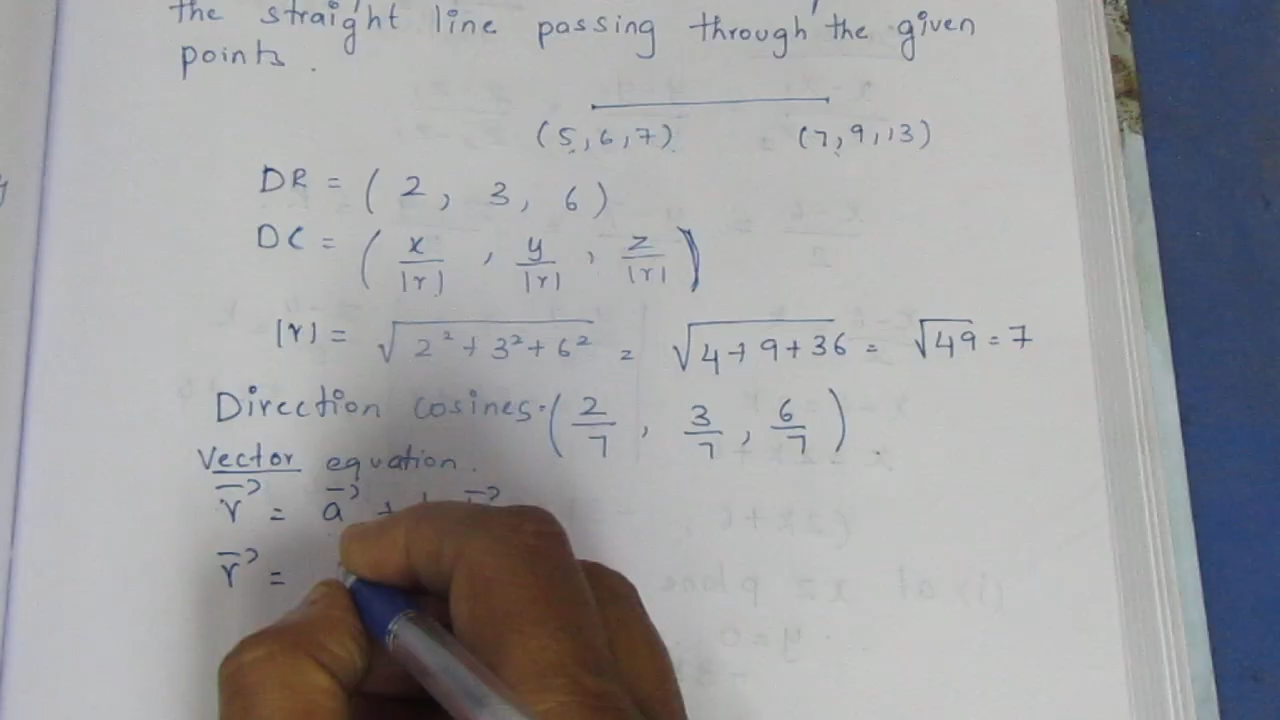 the straight line passing through the given
points.
(5,6,7) (7,9,13)
DR = ( 2, 3, 6 )
DC = ( x/|r| , y/|r| , z/|r| )
|r| = √(2²+3²+6²) = √(4+9+36) = √49 = 7
Direction cosines. ( 2/7 , 3/7 , 6/7 ).
Vector equation.
r⃗ = a⃗ +
r⃗ =